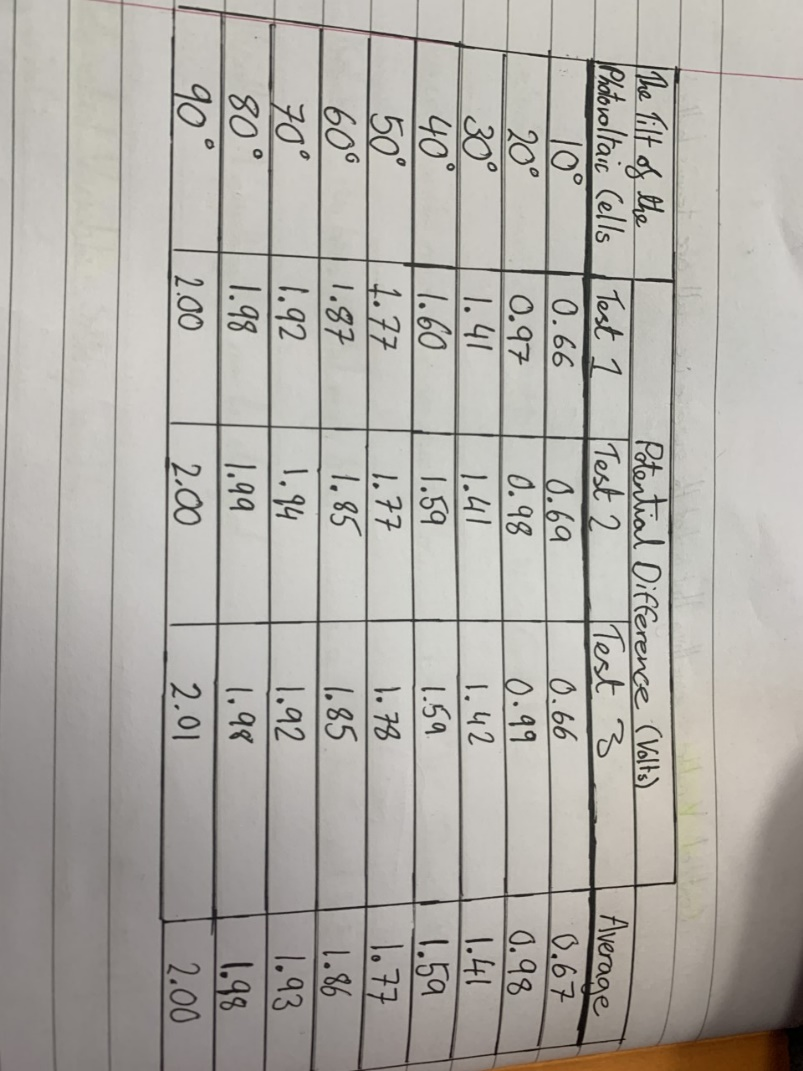 The Tilt of the Photovoltaic Cells Potential Difference (Volts)
Test 1 Test 2 Test 3 Average
10° 0.66 0.69 0.66 0.67
20° 0.97 0.98 0.99 0.98
30° 1.41 1.41 1.42 1.41
40° 1.60 1.59 1.59 1.59
50° 1.77 1.77 1.78 1.77
60° 1.87 1.85 1.85 1.86
70° 1.92 1.94 1.92 1.93
80° 1.98 1.99 1.98 1.98
90° 2.00 2.00 2.01 2.00